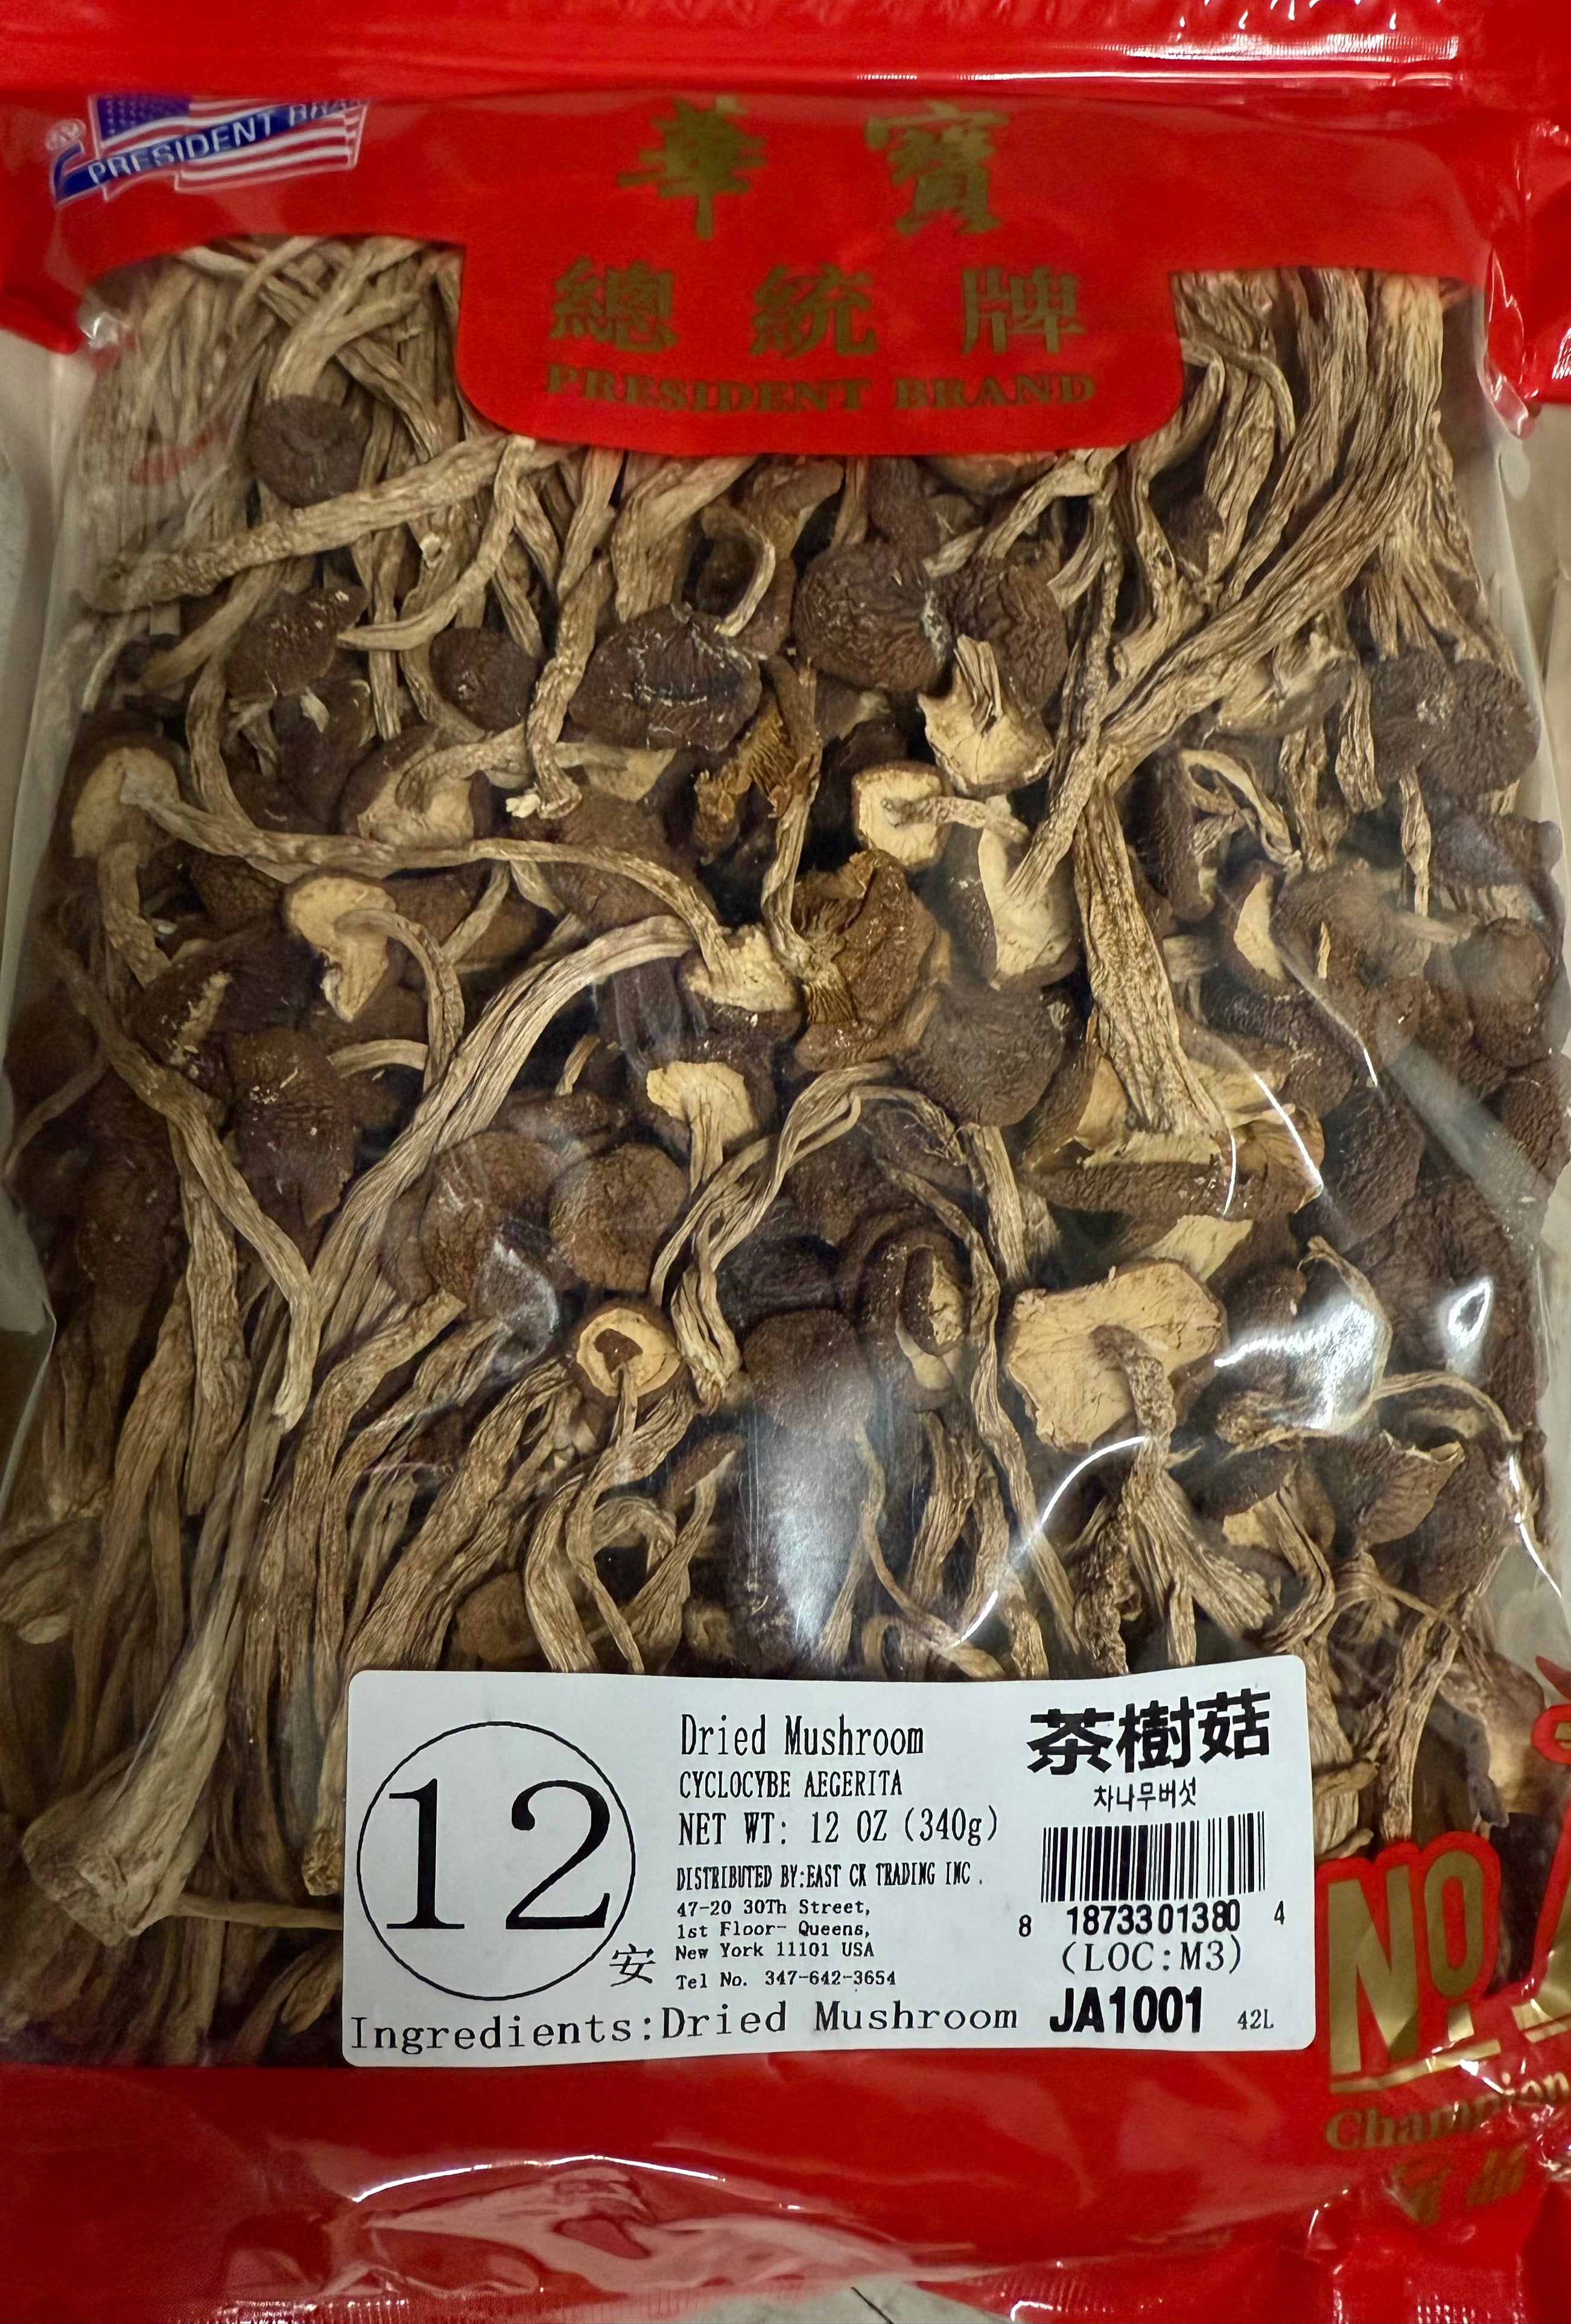 ®
PRESIDENT BRAN
華寶
總統牌
PRESIDENT BRAND
12
安
Dried Mushroom
CYCLOCYBE AEGERITA
NET WT: 12 OZ (340g)
DISTRIBUTED BY:EAST CK TRADING INC.
47-20 30Th Street,
1st Floor- Queens,
New York 11101 USA
Tel No. 347-642-3654
Ingredients:Dried Mushroom
茶樹菇
차나무버섯
8 18733 01380 4
(LOC:M3)
JA1001 42L
NO
Champion